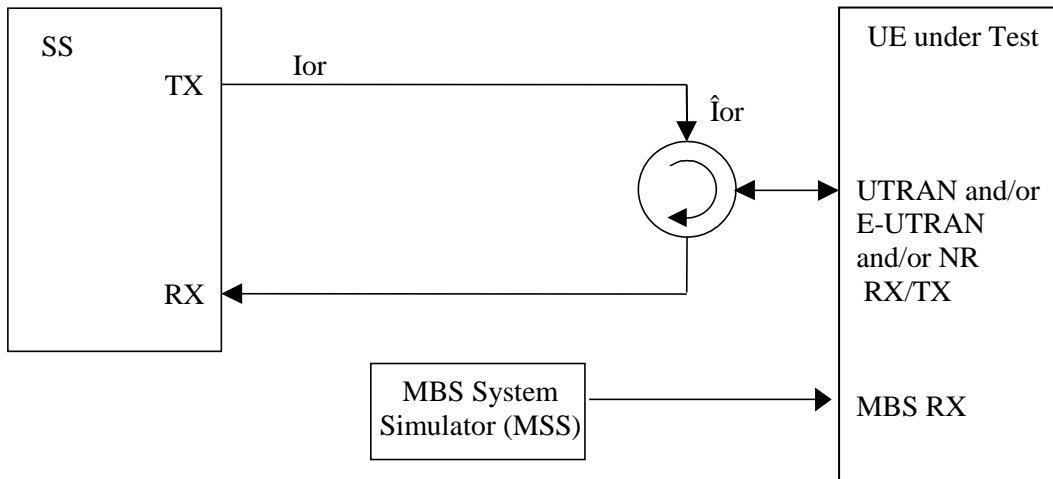 SS
TX
Ior
Îor
RX
UE under Test
UTRAN and/or
E-UTRAN
and/or NR
RX/TX
MBS System
Simulator (MSS)
MBS RX